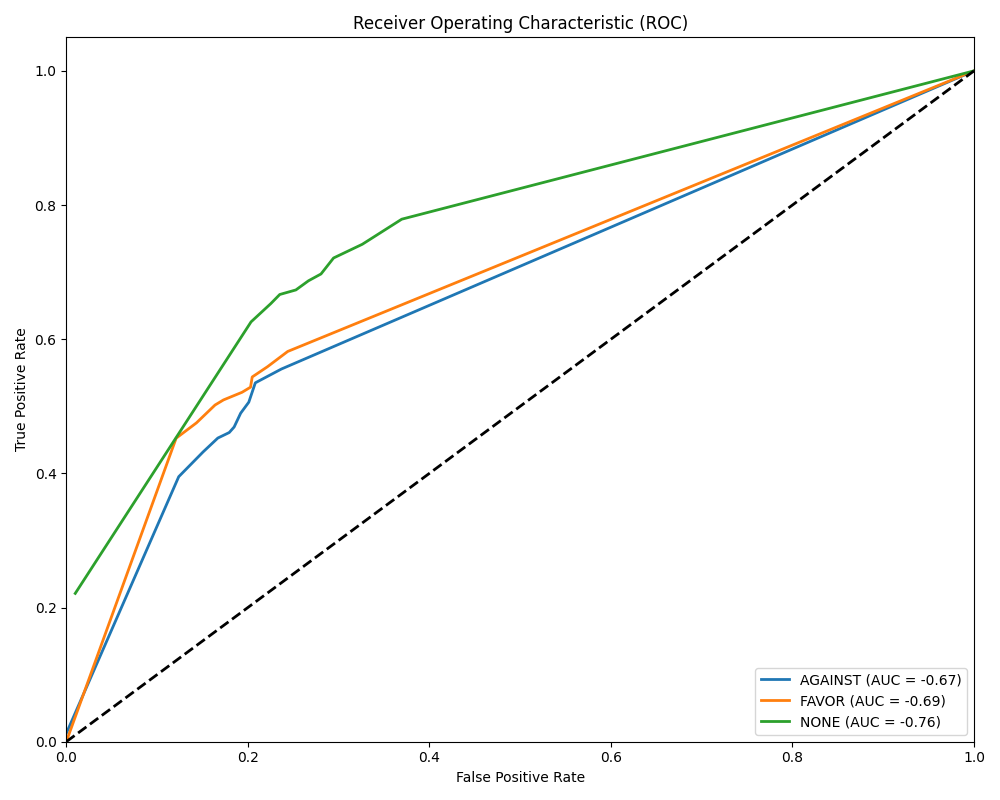 Receiver Operating Characteristic (ROC)
True Positive Rate
1.0
0.8
0.6
0.4
0.2
0.0
0.0 0.2 0.4 0.6 0.8 1.0
False Positive Rate
AGAINST (AUC = -0.67)
FAVOR (AUC = -0.69)
NONE (AUC = -0.76)